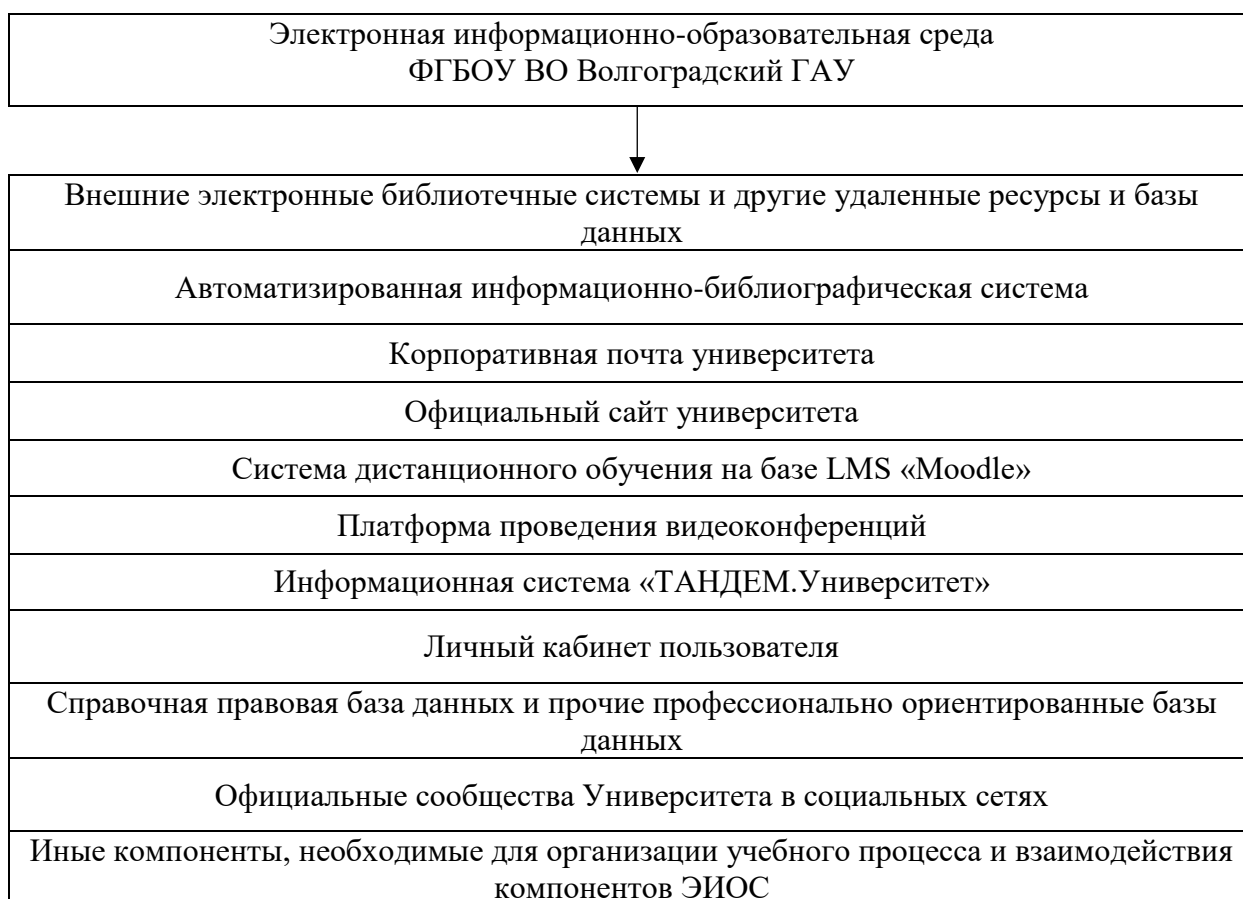 Электронная информационно-образовательная среда
ФГБОУ ВО Волгоградский ГАУ
Внешние электронные библиотечные системы и другие удаленные ресурсы и базы
данных
Автоматизированная информационно-библиографическая система
Корпоративная почта университета
Официальный сайт университета
Система дистанционного обучения на базе LMS «Moodle»
Платформа проведения видеоконференций
Информационная система «ТАНДЕМ.Университет»
Личный кабинет пользователя
Справочная правовая база данных и прочие профессионально ориентированные базы
данных
Официальные сообщества Университета в социальных сетях
Иные компоненты, необходимые для организации учебного процесса и взаимодействия
компонентов ЭИОС